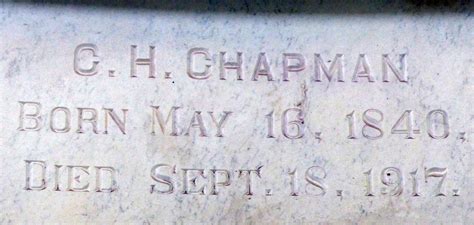 C. H. CHAPMAN
BORN MAY 16, 1840,
DIED SEPT. 18, 1917.